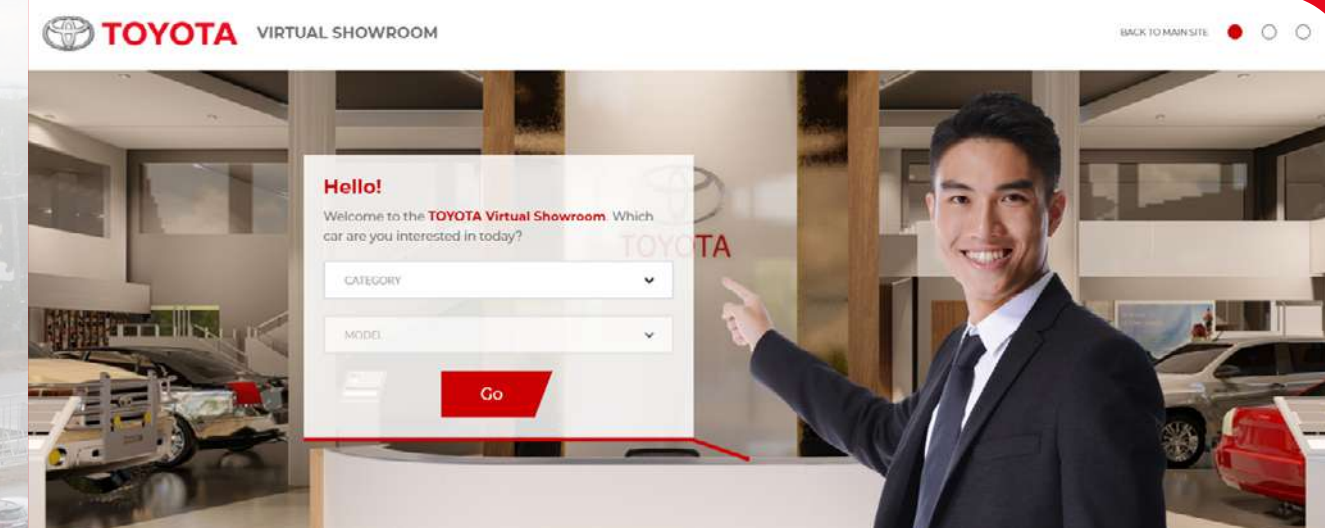 TOYOTA VIRTUAL SHOWROOM
BACK TO MAIN SITE
Hello!
Welcome to the TOYOTA Virtual Showroom. Which
car are you interested in today?
TOYOTA
CATEGORY
MODEL
Go